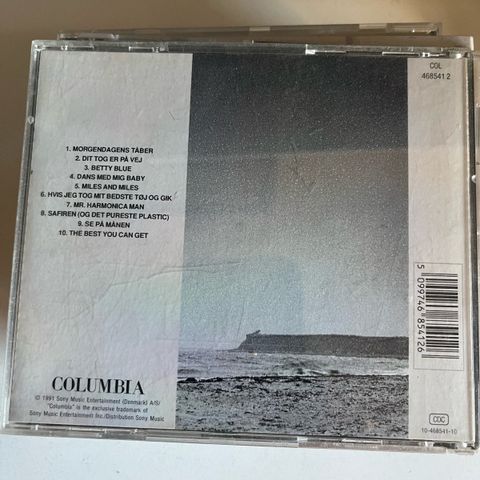 CGL
468541 2
1. MORGENDAGENS TÅBER
2. DIT TOG ER PÅ VEJ
3. BETTY BLUE
4. DANS MED MIG BABY
5. MILES AND MILES
6. HVIS JEG TOG MIT BEDSTE TØJ OG GIK
7. MR. HARMONICA MAN
8. SAFIREN (OG DET PURESTE PLASTIC)
9. SE PÅ MÅNEN
10. THE BEST YOU CAN GET
5 099746 854126
COLUMBIA
© 1991 Sony Music Entertainment (Denmark) A/S/
"Columbia" is the exclusive trademark of
Sony Music Entertainment Inc./Distribution Sony Music
CDC
10-468541-10